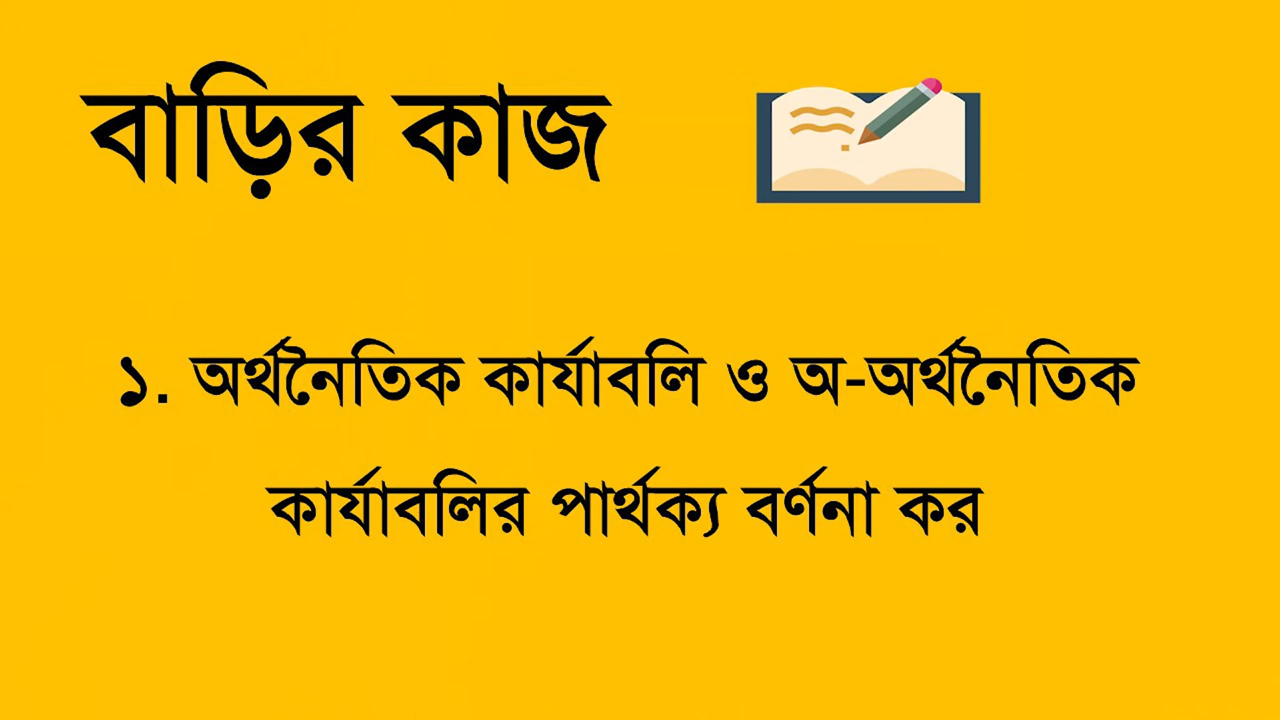 বাড়ির কাজ
১. অর্থনৈতিক কার্যাবলি ও অ-অর্থনৈতিক
কার্যাবলির পার্থক্য বর্ণনা কর